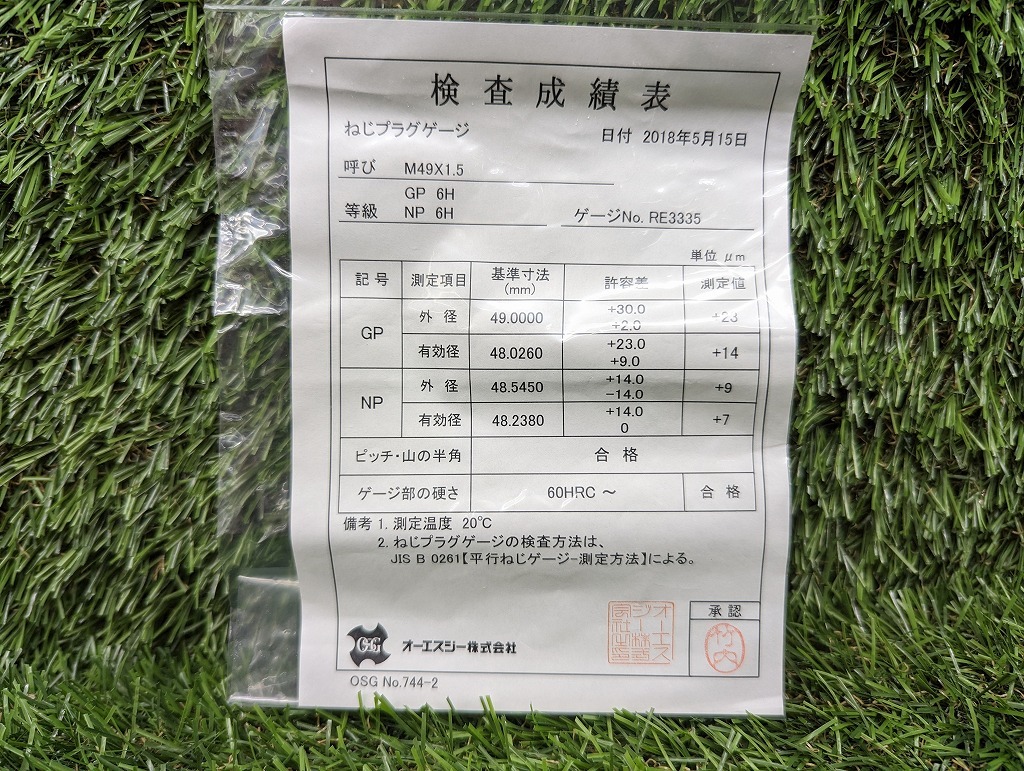 検査成績表
ねじプラグゲージ
日付 2018年5月15日
呼び M49X1.5
GP 6H
等級 NP 6H
ゲージNo. RE3335
単位 μm
記号 測定項目 基準寸法(mm) 許容差 測定値
GP 外径 49.0000 +30.0 +2.0 +23
有効径 48.0260 +23.0 +9.0 +14
NP 外径 48.5450 +14.0 -14.0 +9
有効径 48.2380 +14.0 0 +7
ピッチ・山の半角 合格
ゲージ部の硬さ 60HRC ～ 合格
備考 1. 測定温度 20℃
2. ねじプラグゲージの検査方法は、
JIS B 0261【平行ねじゲージ-測定方法】による。
承認
竹内
オーエスジー株式会社
OSG No.744-2